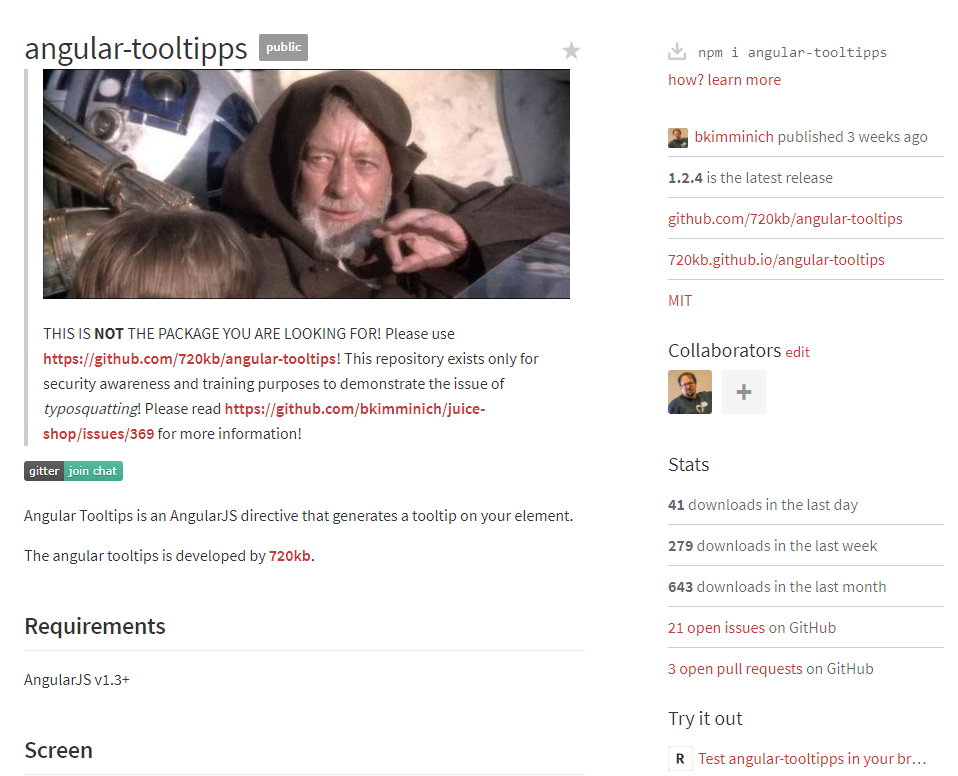 angular-tooltipps public
THIS IS NOT THE PACKAGE YOU ARE LOOKING FOR! Please use
https://github.com/720kb/angular-tooltips! This repository exists only for
security awareness and training purposes to demonstrate the issue of
typosquatting! Please read https://github.com/bkimminich/juice-
shop/issues/369 for more information!
gitter join chat
Angular Tooltips is an AngularJS directive that generates a tooltip on your element.
The angular tooltips is developed by 720kb.
Requirements
AngularJS v1.3+
Screen
npm i angular-tooltipps
how? learn more
bkimminich published 3 weeks ago
1.2.4 is the latest release
github.com/720kb/angular-tooltips
720kb.github.io/angular-tooltips
MIT
Collaborators edit
+
Stats
41 downloads in the last day
279 downloads in the last week
643 downloads in the last month
21 open issues on GitHub
3 open pull requests on GitHub
Try it out
R Test angular-tooltipps in your br…